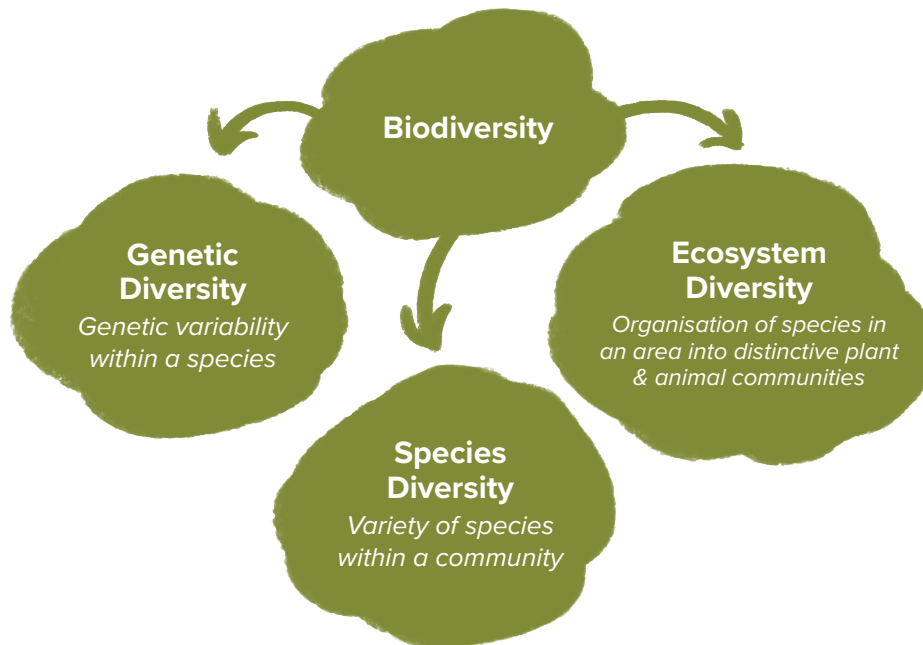 Biodiversity
Genetic
Diversity
Genetic variability
within a species
Species
Diversity
Variety of species
within a community
Ecosystem
Diversity
Organisation of species in
an area into distinctive plant
& animal communities